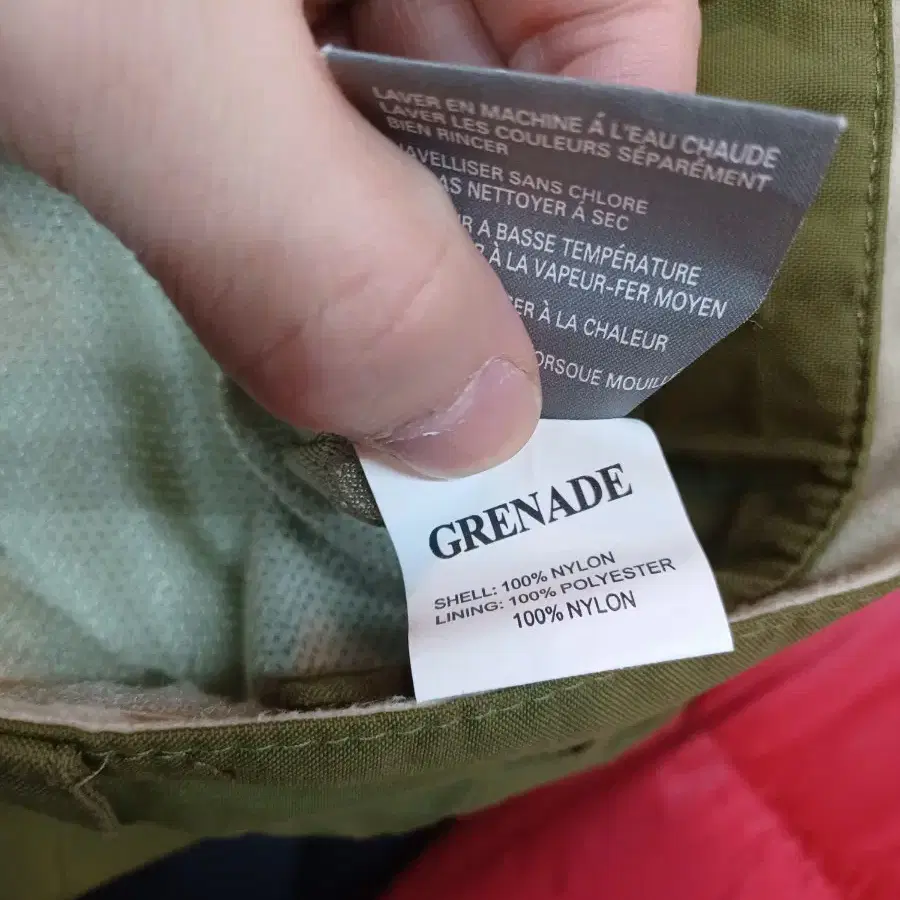 LAVER EN MACHINE Á L'EAU CHAUDE
LAVER LES COULEURS SÉPARÉMENT
BIEN RINCER
SANS CHLORE
NETTOYER Á SEC
A BASSE TEMPÉRATURE
À LA VAPEUR-FER MOYEN
À LA CHALEUR
GRENADE
SHELL: 100% NYLON
LINING: 100% POLYESTER
100% NYLON